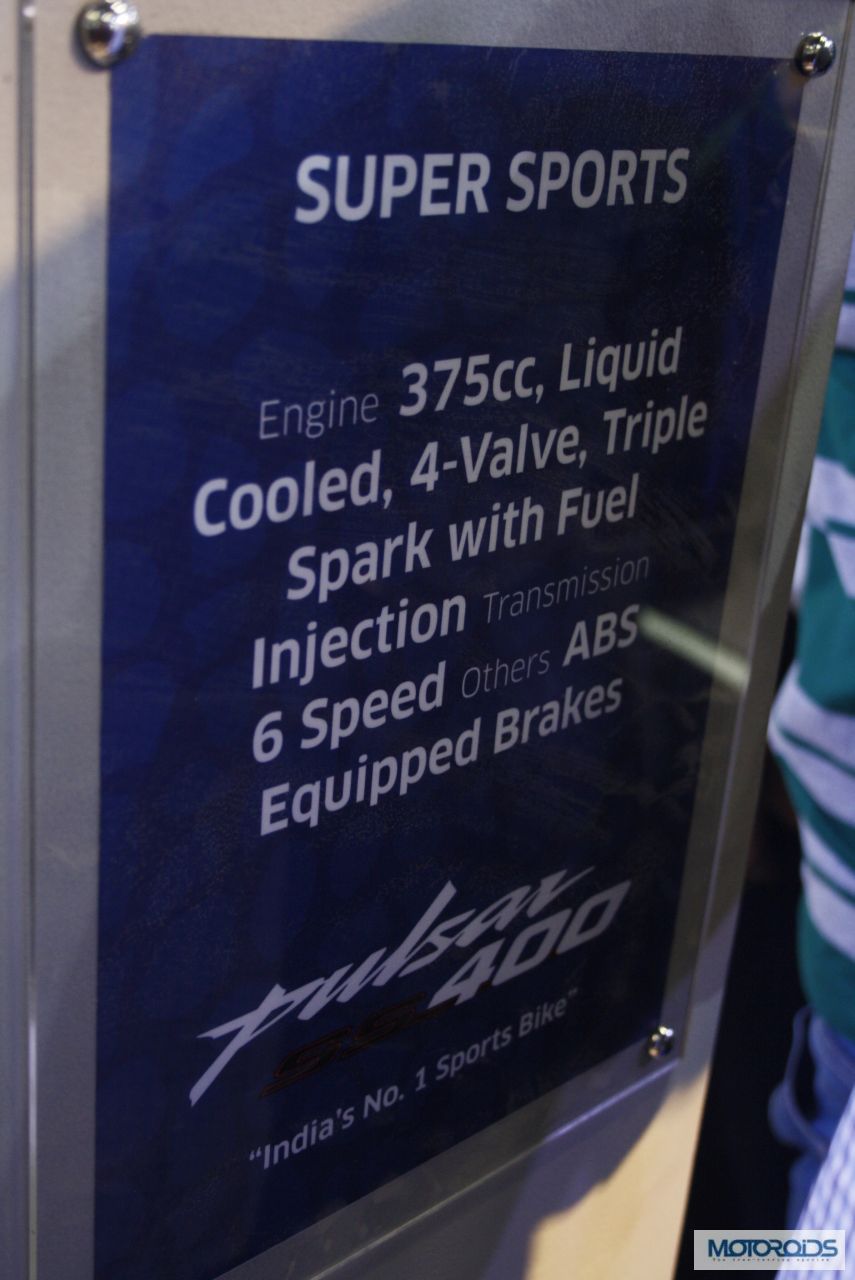 SUPER SPORTS
Engine 375cc, Liquid
Cooled, 4-Valve, Triple
Spark with Fuel
Injection Transmission
6 Speed Others ABS
Equipped Brakes
pulsar
SS 400
“India's No. 1 Sports Bike”
MOTOROIDS